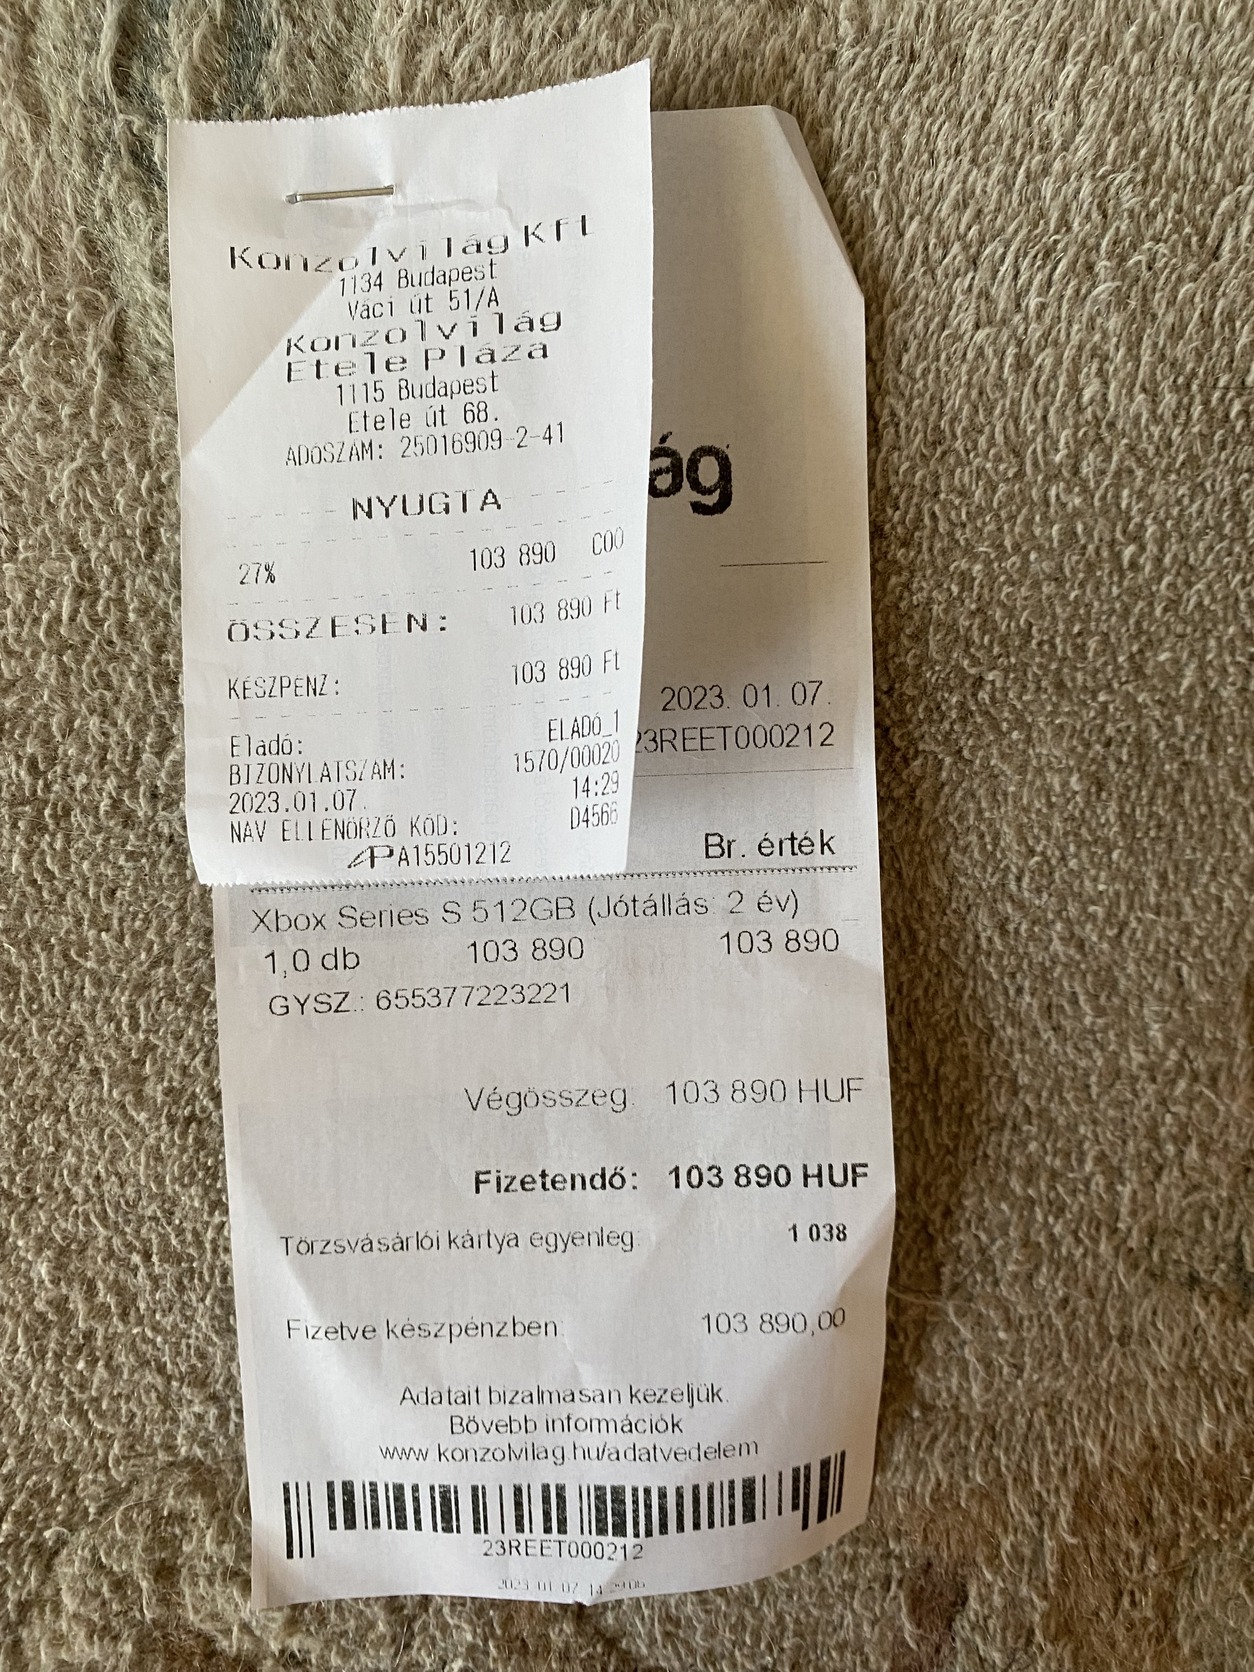 Konzolvilág Kft
1134 Budapest
Váci út 51/A
Konzolvilág
Etele Pláza
1115 Budapest
Etele út 68.
ADÓSZÁM: 25016909-2-41
NYUGTA
27% 103 890 C00
ÖSSZESEN: 103 890 Ft
KÉSZPÉNZ: 103 890 Ft
Eladó: ELADÓ_1
BIZONYLATSZÁM: 1570/00020
2023.01.07. 14:29
NAV ELLENŐRZŐ KÓD: D4566
AP A15501212
ág
2023. 01. 07.
23REET000212
Br. érték
Xbox Series S 512GB (Jótállás: 2 év)
1,0 db 103 890 103 890
GYSZ.: 655377223221
Végösszeg: 103 890 HUF
Fizetendő: 103 890 HUF
Törzsvásárlói kártya egyenleg: 1 038
Fizetve készpénzben: 103 890,00
Adatait bizalmasan kezeljük.
Bővebb információk
www.konzolvilag.hu/adatvedelem
23REET000212
2023 01 07 14